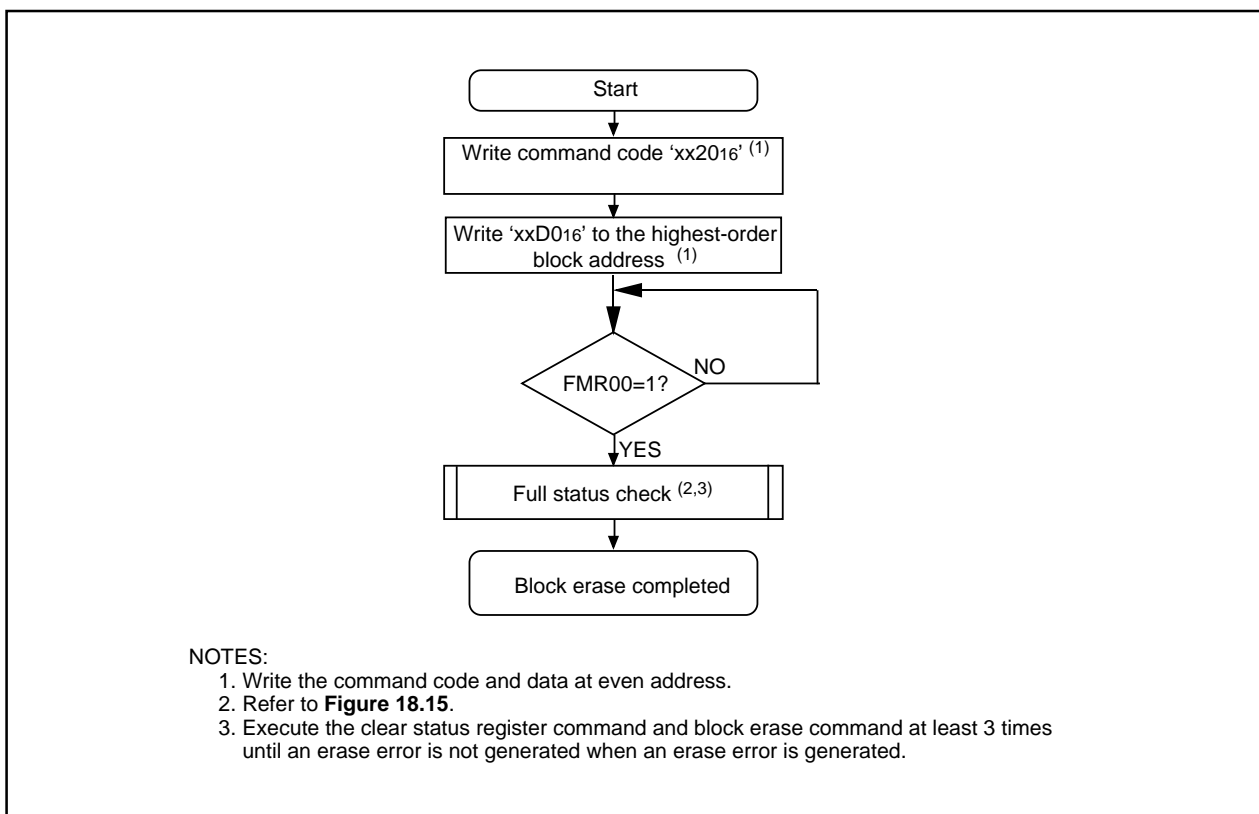 Start
Write command code ‘xx2016’ (1)
Write ‘xxD016’ to the highest-order
block address (1)
FMR00=1?
NO
YES
Full status check (2,3)
Block erase completed
NOTES:
1. Write the command code and data at even address.
2. Refer to Figure 18.15.
3. Execute the clear status register command and block erase command at least 3 times
until an erase error is not generated when an erase error is generated.